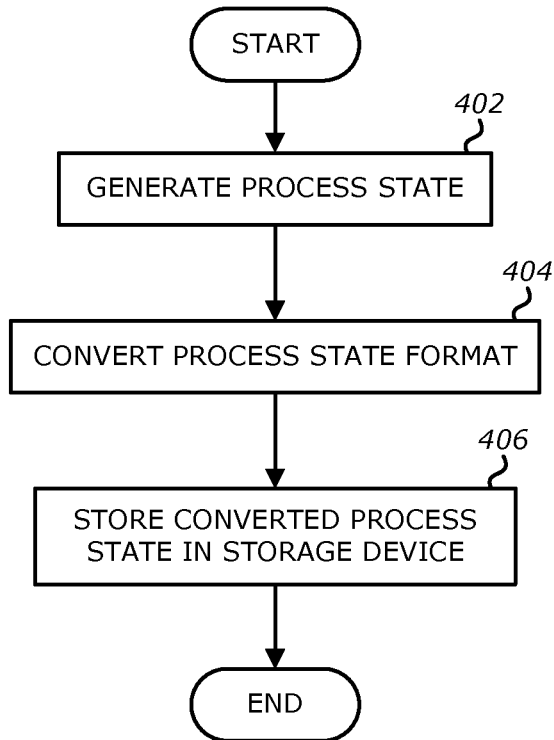 START
402
GENERATE PROCESS STATE
404
CONVERT PROCESS STATE FORMAT
406
STORE CONVERTED PROCESS
STATE IN STORAGE DEVICE
END